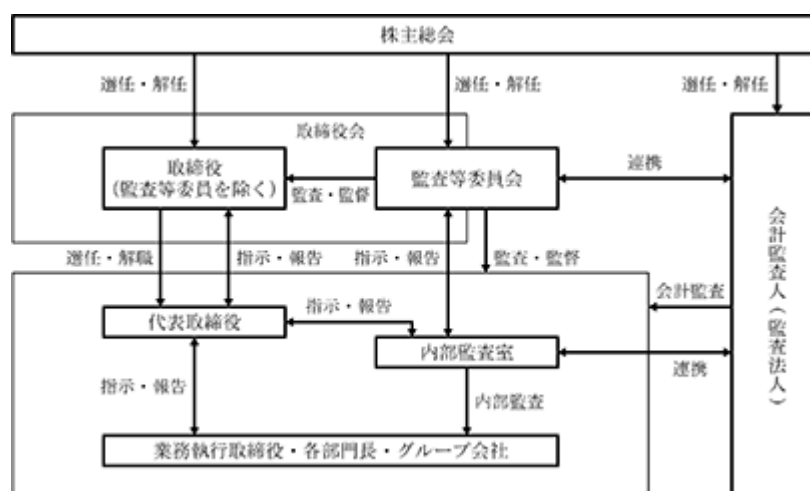 株主総会
選任・解任
選任・解任
選任・解任
取締役会
取締役
(監査等委員を除く)
監査・監督
監査等委員会
連携
選任・解職
指示・報告
指示・報告
監査・監督
会計監査人(監査法人)
会計監査
代表取締役
指示・報告
内部監査室
連携
指示・報告
内部監査
業務執行取締役・各部門長・グループ会社